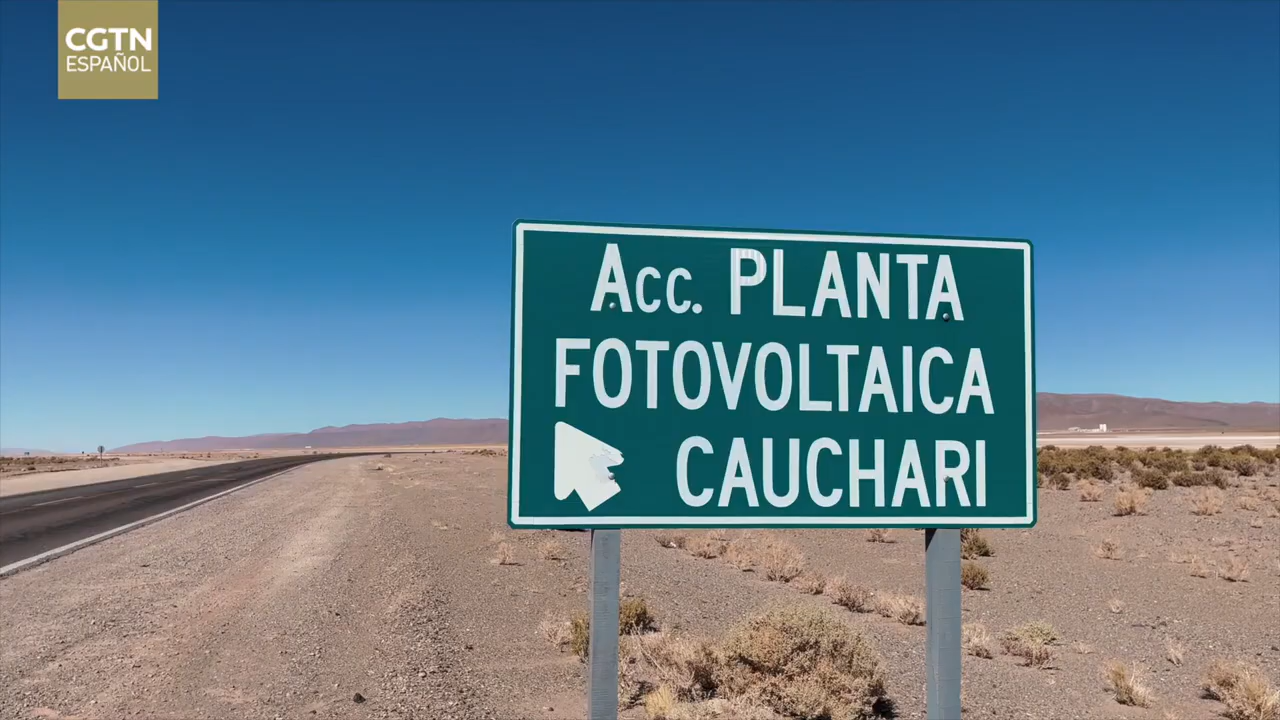 CGTN
ESPAÑOL
Acc. PLANTA
FOTOVOLTAICA
CAUCHARI